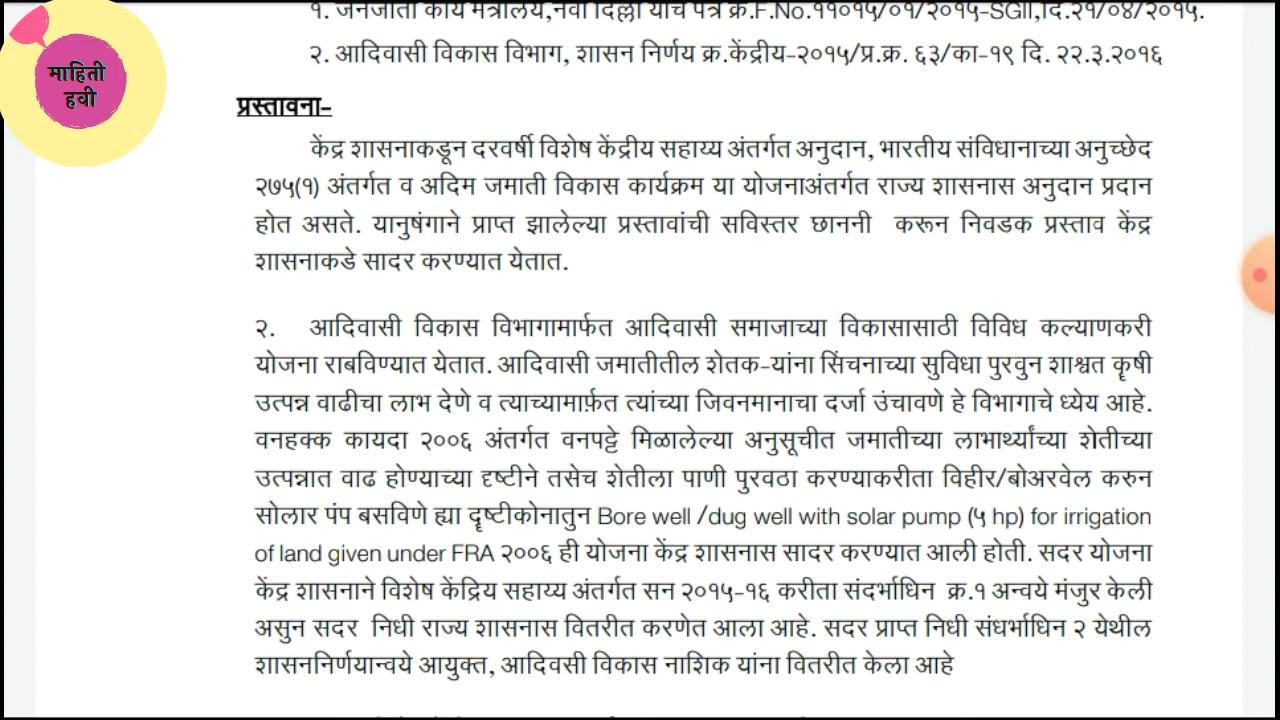 माहिती
हवी
१. जनजाती कार्य मंत्रालय,नवी दिल्ली यांचे पत्र क्र.F.No.११०१५/०१/२०१५-SGII,दि.२१/०४/२०१५.
२. आदिवासी विकास विभाग, शासन निर्णय क्र.केंद्रीय-२०१५/प्र.क्र. ६३/का-१९ दि. २२.३.२०१६
प्रस्तावना-
केंद्र शासनाकडून दरवर्षी विशेष केंद्रीय सहाय्य अंतर्गत अनुदान, भारतीय संविधानाच्या अनुच्छेद
२७५(१) अंतर्गत व अदिम जमाती विकास कार्यक्रम या योजनाअंतर्गत राज्य शासनास अनुदान प्रदान
होत असते. यानुषंगाने प्राप्त झालेल्या प्रस्तावांची सविस्तर छाननी करून निवडक प्रस्ताव केंद्र
शासनाकडे सादर करण्यात येतात.
२. आदिवासी विकास विभागामार्फत आदिवासी समाजाच्या विकासासाठी विविध कल्याणकरी
योजना राबविण्यात येतात. आदिवासी जमातीतील शेतक-यांना सिंचनाच्या सुविधा पुरवुन शाश्वत कृषी
उत्पन्न वाढीचा लाभ देणे व त्याच्यामार्फ़त त्यांच्या जिवनमानाचा दर्जा उंचावणे हे विभागाचे ध्येय आहे.
वनहक्क कायदा २००६ अंतर्गत वनपट्टे मिळालेल्या अनुसूचीत जमातीच्या लाभार्थ्यांच्या शेतीच्या
उत्पन्नात वाढ होण्याच्या दृष्टीने तसेच शेतीला पाणी पुरवठा करण्याकरीता विहीर/बोअरवेल करुन
सोलार पंप बसविणे ह्या दृष्टीकोनातुन Bore well /dug well with solar pump (५ hp) for irrigation
of land given under FRA २००६ ही योजना केंद्र शासनास सादर करण्यात आली होती. सदर योजना
केंद्र शासनाने विशेष केंद्रिय सहाय्य अंतर्गत सन २०१५-१६ करीता संदर्भाधिन क्र.१ अन्वये मंजुर केली
असुन सदर निधी राज्य शासनास वितरीत करणेत आला आहे. सदर प्राप्त निधी संधर्भाधिन २ येथील
शासननिर्णयान्वये आयुक्त, आदिवसी विकास नाशिक यांना वितरीत केला आहे